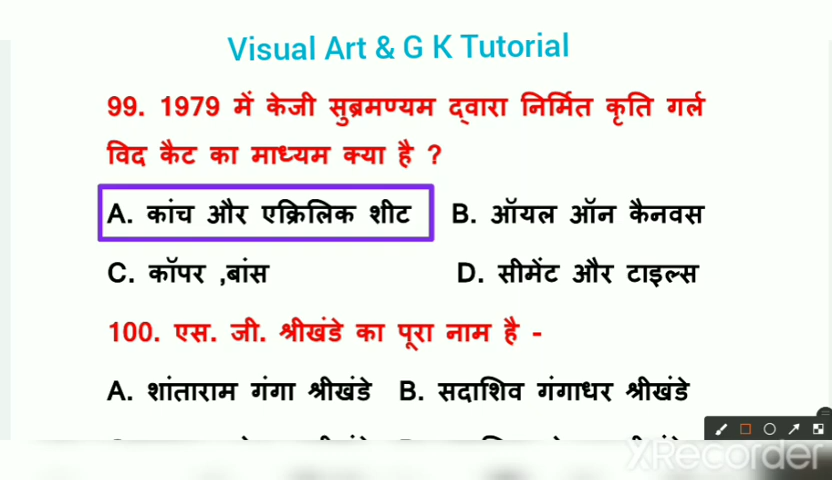 Visual Art & G K Tutorial
99. 1979 में केजी सुब्रमण्यम द्वारा निर्मित कृति गर्ल
विद कैट का माध्यम क्या है ?
A. कांच और एक्रिलिक शीट B. ऑयल ऑन कैनवस
C. कॉपर ,बांस D. सीमेंट और टाइल्स
100. एस. जी. श्रीखंडे का पूरा नाम है -
A. शांताराम गंगा श्रीखंडे B. सदाशिव गंगाधर श्रीखंडे
XRecorder